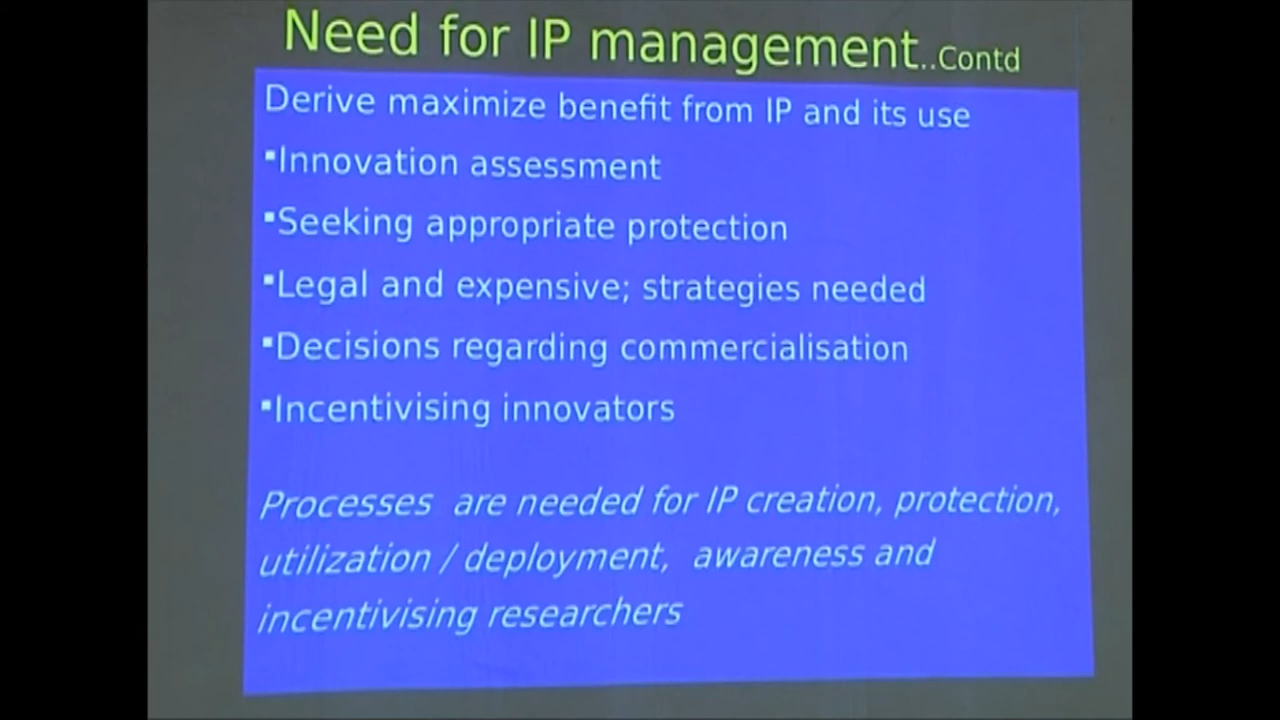 Need for IP management..Contd
Derive maximize benefit from IP and its use
▪Innovation assessment
▪Seeking appropriate protection
▪Legal and expensive; strategies needed
▪Decisions regarding commercialisation
▪Incentivising innovators
Processes are needed for IP creation, protection,
utilization / deployment, awareness and
incentivising researchers